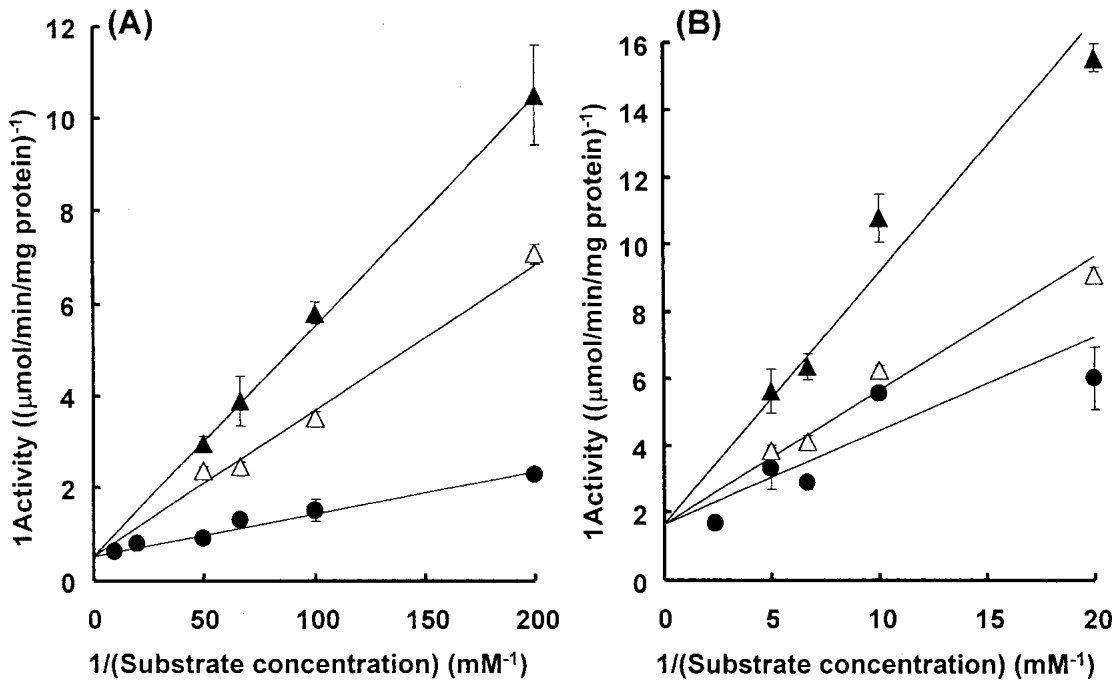 (A)
1Activity ((μmol/min/mg protein)-1
12
10
8
6
4
2
0
0 50 100 150 200
1/(Substrate concentration) (mM-1)
(B)
1Activity ((μmol/min/mg protein)-1
16
14
12
10
8
6
4
2
0
0 5 10 15 20
1/(Substrate concentration) (mM-1)